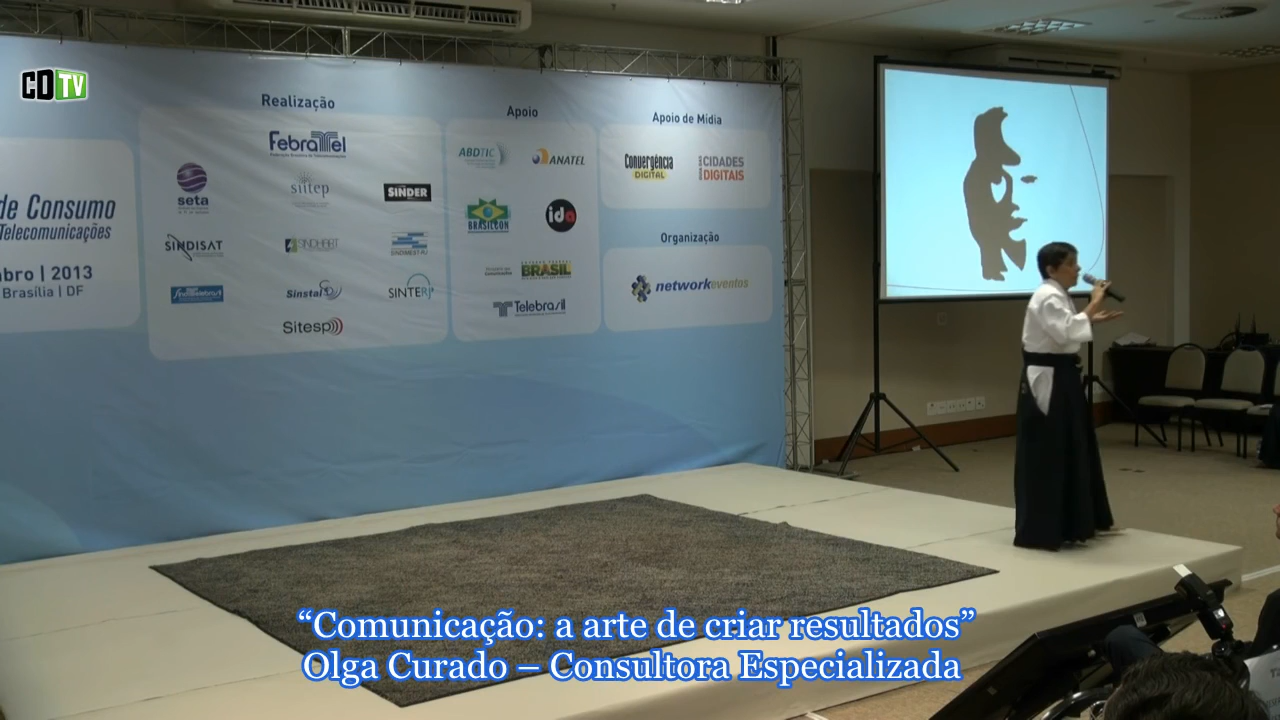 CDTV
de Consumo
Telecomunicações
bro | 2013
Brasília | DF
Realização
Febratel
seta
siitep
SINDER
SINDISAT
SINDIMEST-RJ
Sinstal
SINTERJ
Sitesp
Apoio
ABDTIC
ANATEL
BRASILCON
ida
BRASIL
Telebrasil
Apoio de Mídia
Convergência
DIGITAL
CIDADES
DIGITAIS
Organização
networkeventos
“Comunicação: a arte de criar resultados”
Olga Curado – Consultora Especializada